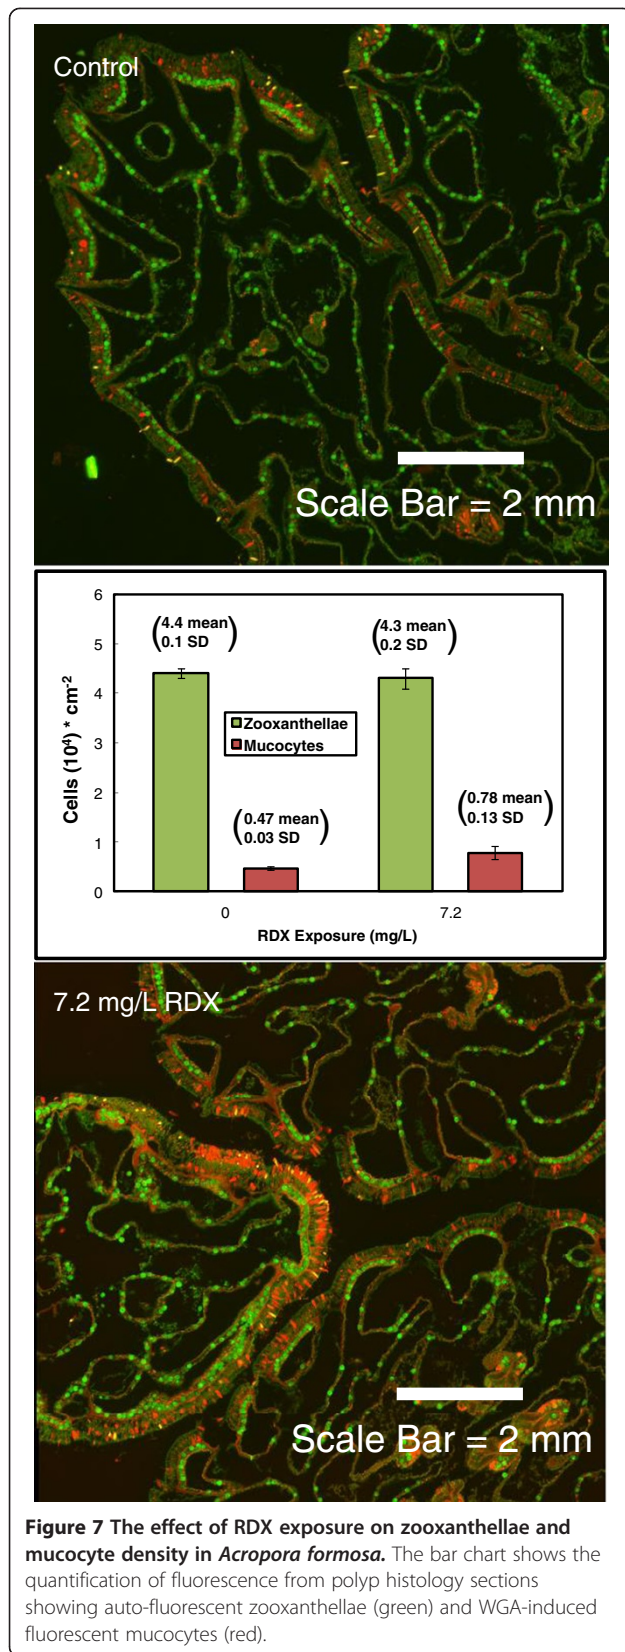 Control
Scale Bar = 2 mm
6
5
4
3
2
1
0
Cells (10⁴) * cm⁻²
(4.4 mean
0.1 SD)
(4.3 mean
0.2 SD)
Zooxanthellae
Mucocytes
(0.47 mean
0.03 SD)
(0.78 mean
0.13 SD)
0
7.2
RDX Exposure (mg/L)
7.2 mg/L RDX
Scale Bar = 2 mm
Figure 7 The effect of RDX exposure on zooxanthellae and
mucocyte density in Acropora formosa. The bar chart shows the
quantification of fluorescence from polyp histology sections
showing auto-fluorescent zooxanthellae (green) and WGA-induced
fluorescent mucocytes (red).